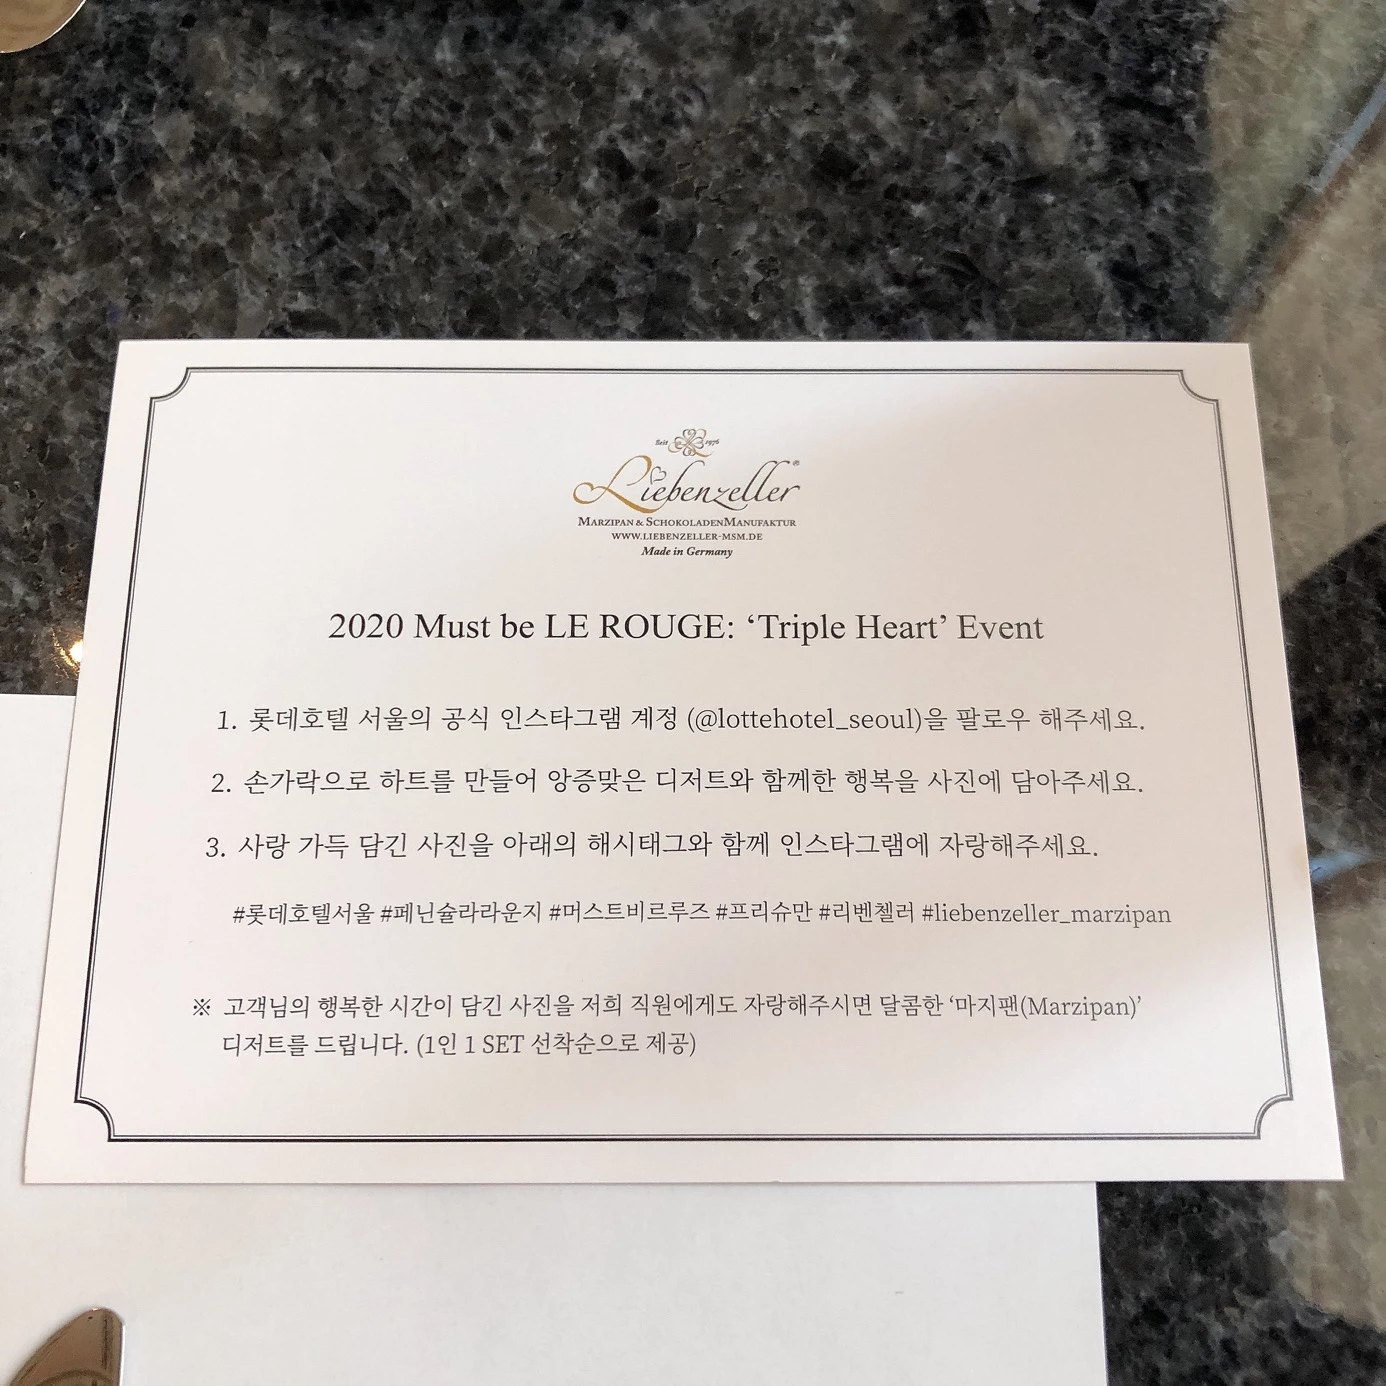 Seit 1976
Liebenzeller®
MARZIPAN & SCHOKOLADENMANUFAKTUR
WWW.LIEBENZELLER-MSM.DE
Made in Germany
2020 Must be LE ROUGE: ‘Triple Heart’ Event
1. 롯데호텔 서울의 공식 인스타그램 계정 (@lottehotel_seoul)을 팔로우 해주세요.
2. 손가락으로 하트를 만들어 앙증맞은 디저트와 함께한 행복을 사진에 담아주세요.
3. 사랑 가득 담긴 사진을 아래의 해시태그와 함께 인스타그램에 자랑해주세요.
#롯데호텔서울 #페닌슐라라운지 #머스트비르루즈 #프리슈만 #리벤첼러 #liebenzeller_marzipan
※ 고객님의 행복한 시간이 담긴 사진을 저희 직원에게도 자랑해주시면 달콤한 ‘마지팬(Marzipan)’
디저트를 드립니다. (1인 1 SET 선착순으로 제공)